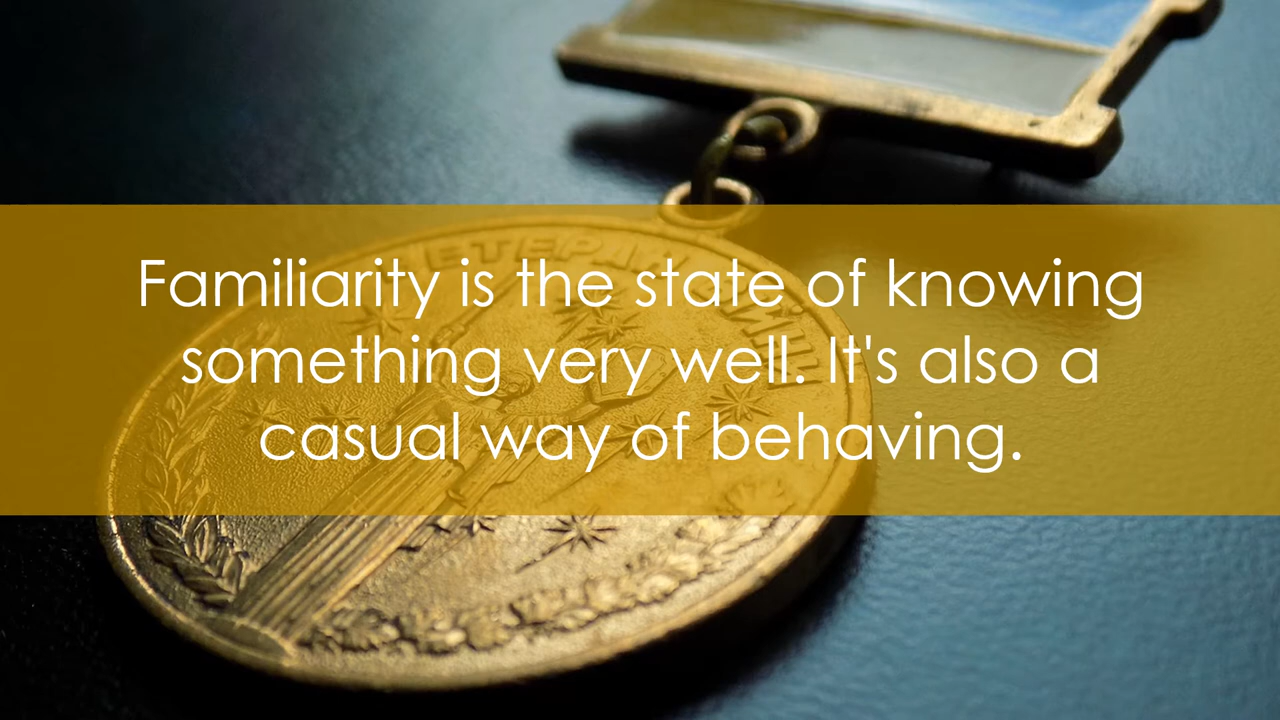 Familiarity is the state of knowing
something very well. It's also a
casual way of behaving.